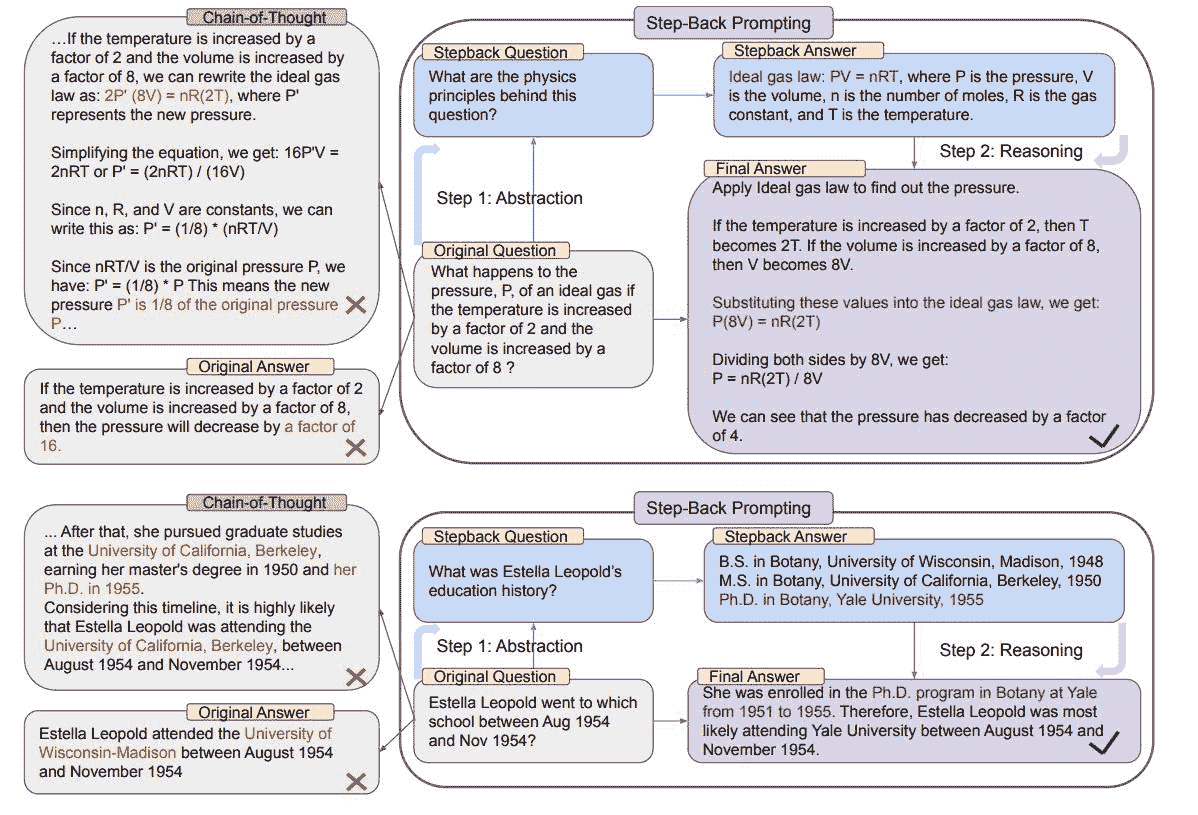 Chain-of-Thought
…If the temperature is increased by a
factor of 2 and the volume is increased by
a factor of 8, we can rewrite the ideal gas
law as: 2P' (8V) = nR(2T), where P'
represents the new pressure.
Simplifying the equation, we get: 16P'V =
2nRT or P' = (2nRT) / (16V)
Since n, R, and V are constants, we can
write this as: P' = (1/8) * (nRT/V)
Since nRT/V is the original pressure P, we
have: P' = (1/8) * P This means the new
pressure P' is 1/8 of the original pressure
P…
Original Answer
If the temperature is increased by a factor of 2
and the volume is increased by a factor of 8,
then the pressure will decrease by a factor of
16.
Step-Back Prompting
Stepback Question
What are the physics
principles behind this
question?
Stepback Answer
Ideal gas law: PV = nRT, where P is the pressure, V
is the volume, n is the number of moles, R is the gas
constant, and T is the temperature.
Step 1: Abstraction
Step 2: Reasoning
Original Question
What happens to the
pressure, P, of an ideal gas if
the temperature is increased
by a factor of 2 and the
volume is increased by a
factor of 8 ?
Final Answer
Apply Ideal gas law to find out the pressure.
If the temperature is increased by a factor of 2, then T
becomes 2T. If the volume is increased by a factor of 8,
then V becomes 8V.
Substituting these values into the ideal gas law, we get:
P(8V) = nR(2T)
Dividing both sides by 8V, we get:
P = nR(2T) / 8V
We can see that the pressure has decreased by a factor
of 4.
Chain-of-Thought
... After that, she pursued graduate studies
at the University of California, Berkeley,
earning her master's degree in 1950 and her
Ph.D. in 1955.
Considering this timeline, it is highly likely
that Estella Leopold was attending the
University of California, Berkeley, between
August 1954 and November 1954...
Original Answer
Estella Leopold attended the University of
Wisconsin-Madison between August 1954
and November 1954
Step-Back Prompting
Stepback Question
What was Estella Leopold's
education history?
Stepback Answer
B.S. in Botany, University of Wisconsin, Madison, 1948
M.S. in Botany, University of California, Berkeley, 1950
Ph.D. in Botany, Yale University, 1955
Step 1: Abstraction
Step 2: Reasoning
Original Question
Estella Leopold went to which
school between Aug 1954
and Nov 1954?
Final Answer
She was enrolled in the Ph.D. program in Botany at Yale
from 1951 to 1955. Therefore, Estella Leopold was most
likely attending Yale University between August 1954 and
November 1954.